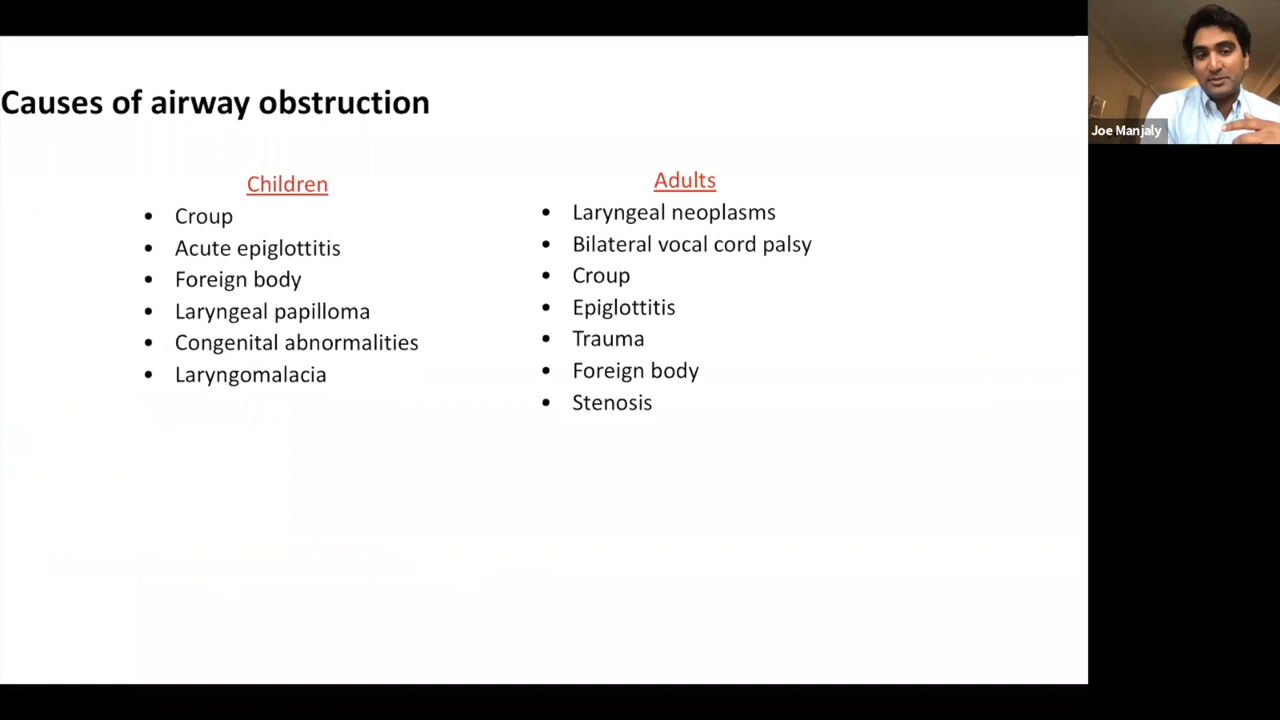 Causes of airway obstruction
Children
• Croup
• Acute epiglottitis
• Foreign body
• Laryngeal papilloma
• Congenital abnormalities
• Laryngomalacia
Adults
• Laryngeal neoplasms
• Bilateral vocal cord palsy
• Croup
• Epiglottitis
• Trauma
• Foreign body
• Stenosis
Joe Manjaly